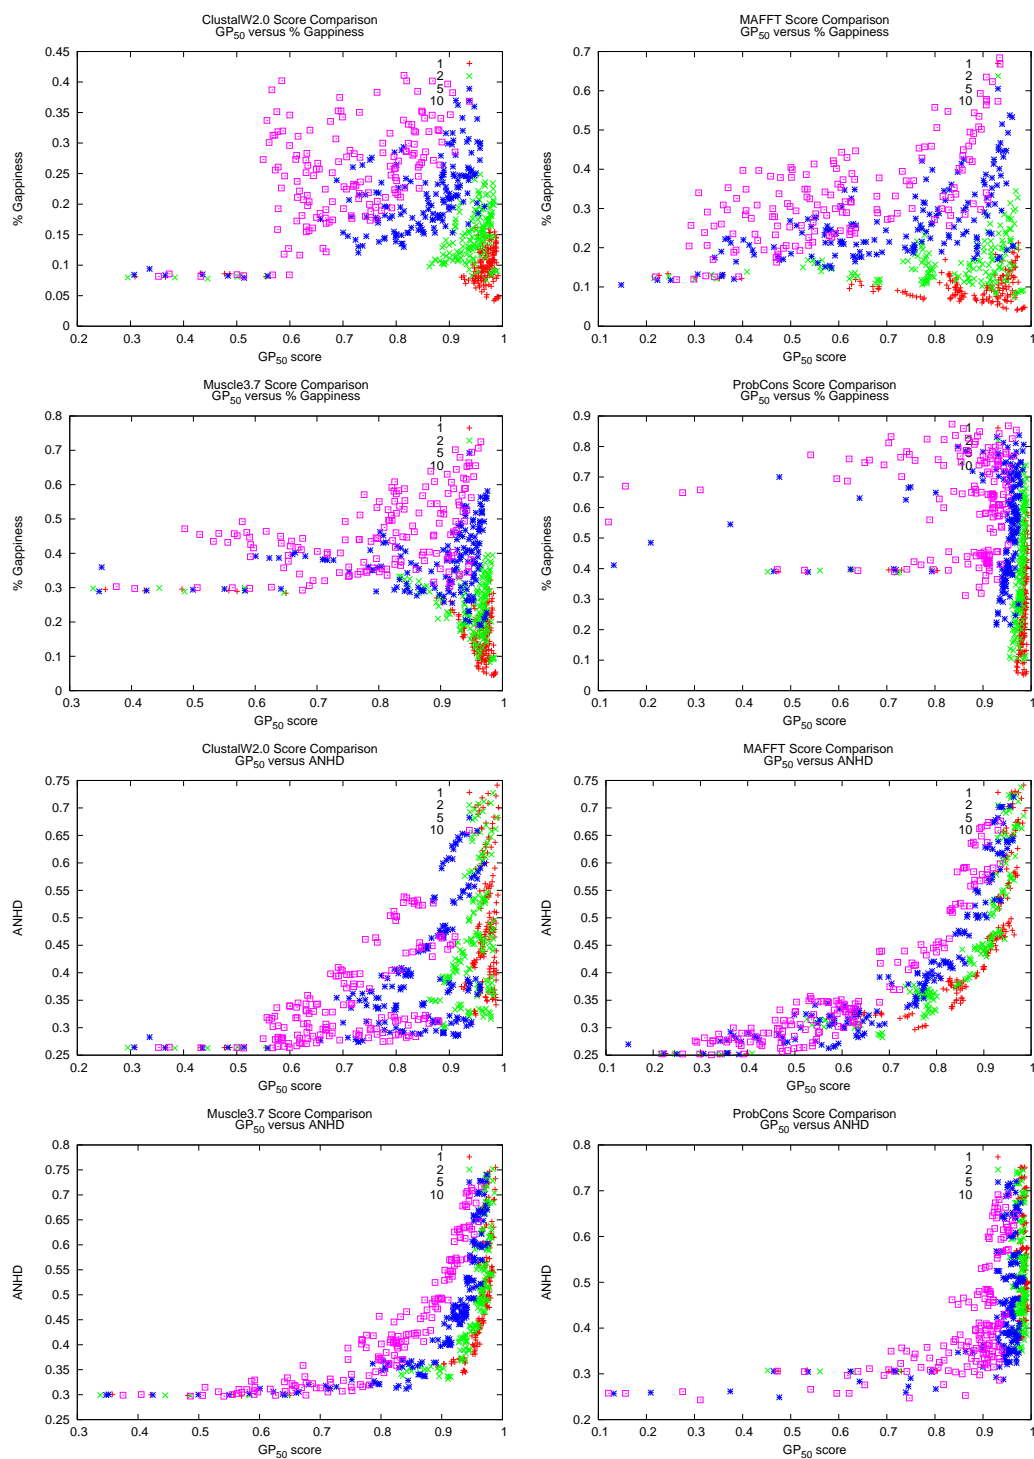 ClustalW2.0 Score Comparison
GP50 versus % Gappiness
0.45
0.4
0.35
0.3
0.25
0.2
0.15
0.1
0.05
0
% Gappiness
1
2
5
10
0.2 0.3 0.4 0.5 0.6 0.7 0.8 0.9 1
GP50 score
MAFFT Score Comparison
GP50 versus % Gappiness
0.7
0.6
0.5
0.4
0.3
0.2
0.1
0
% Gappiness
1
2
5
10
0.1 0.2 0.3 0.4 0.5 0.6 0.7 0.8 0.9 1
GP50 score
Muscle3.7 Score Comparison
GP50 versus % Gappiness
0.8
0.7
0.6
0.5
0.4
0.3
0.2
0.1
0
% Gappiness
1
2
5
10
0.3 0.4 0.5 0.6 0.7 0.8 0.9 1
GP50 score
ProbCons Score Comparison
GP50 versus % Gappiness
0.9
0.8
0.7
0.6
0.5
0.4
0.3
0.2
0.1
0
% Gappiness
1
2
5
10
0.1 0.2 0.3 0.4 0.5 0.6 0.7 0.8 0.9 1
GP50 score
ClustalW2.0 Score Comparison
GP50 versus ANHD
0.75
0.7
0.65
0.6
0.55
0.5
0.45
0.4
0.35
0.3
0.25
ANHD
1
2
5
10
0.2 0.3 0.4 0.5 0.6 0.7 0.8 0.9 1
GP50 score
MAFFT Score Comparison
GP50 versus ANHD
0.75
0.7
0.65
0.6
0.55
0.5
0.45
0.4
0.35
0.3
0.25
ANHD
1
2
5
10
0.1 0.2 0.3 0.4 0.5 0.6 0.7 0.8 0.9 1
GP50 score
Muscle3.7 Score Comparison
GP50 versus ANHD
0.8
0.75
0.7
0.65
0.6
0.55
0.5
0.45
0.4
0.35
0.3
0.25
ANHD
1
2
5
10
0.3 0.4 0.5 0.6 0.7 0.8 0.9 1
GP50 score
ProbCons Score Comparison
GP50 versus ANHD
0.8
0.7
0.6
0.5
0.4
0.3
0.2
ANHD
1
2
5
10
0.1 0.2 0.3 0.4 0.5 0.6 0.7 0.8 0.9 1
GP50 score